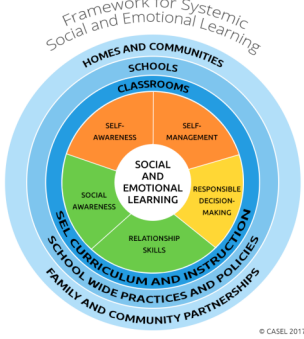 Framework for Systemic
Social and Emotional Learning
HOMES AND COMMUNITIES
SCHOOLS
CLASSROOMS
SELF-
AWARENESS
SELF-
MANAGEMENT
SOCIAL
AND
EMOTIONAL
LEARNING
SOCIAL
AWARENESS
RESPONSIBLE
DECISION-
MAKING
RELATIONSHIP
SKILLS
SEL CURRICULUM AND INSTRUCTION
SCHOOL WIDE PRACTICES AND POLICIES
FAMILY AND COMMUNITY PARTNERSHIPS
© CASEL 2017